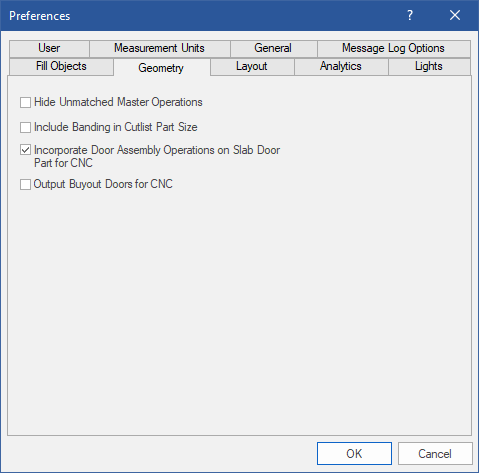 Preferences ?
User Measurement Units General Message Log Options
Fill Objects Geometry Layout Analytics Lights
Hide Unmatched Master Operations
Include Banding in Cutlist Part Size
Incorporate Door Assembly Operations on Slab Door
Part for CNC
Output Buyout Doors for CNC
OK Cancel